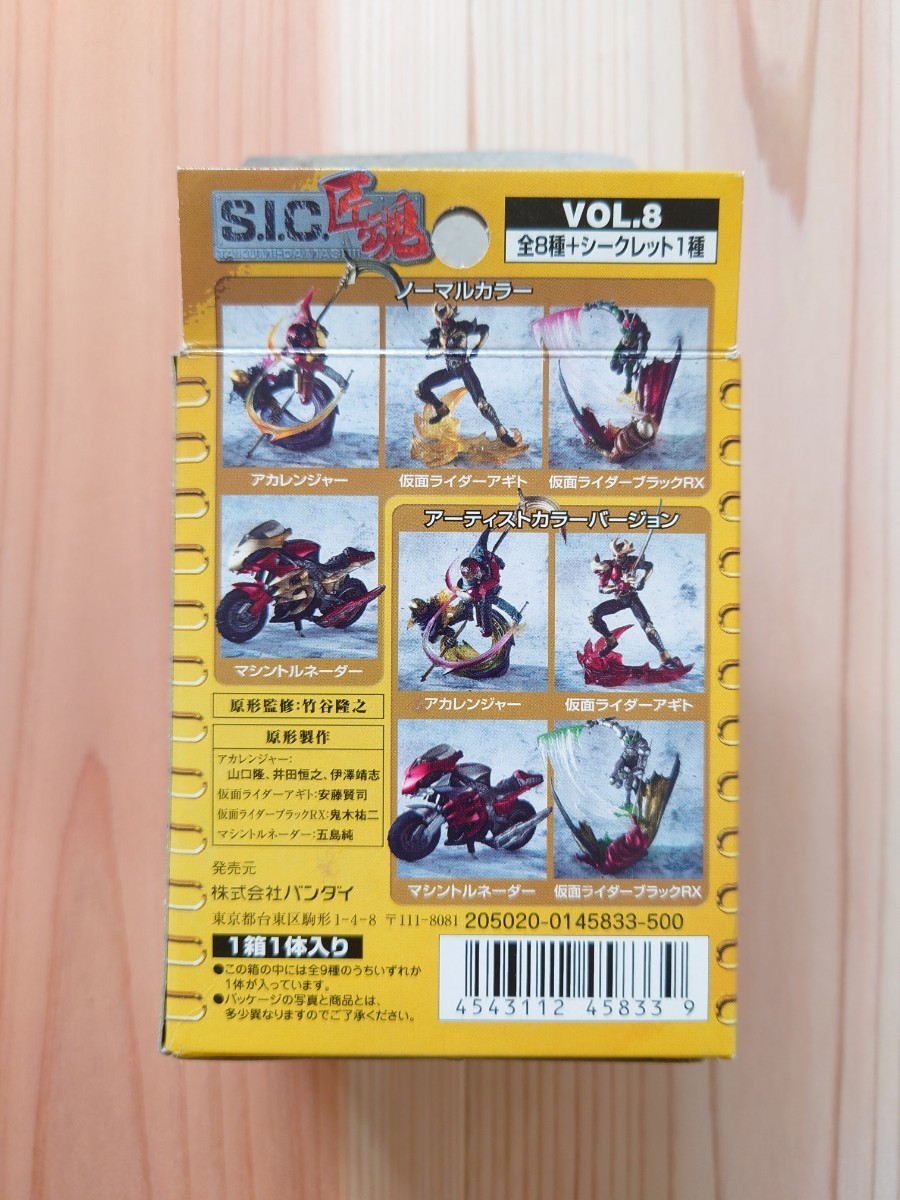 S.I.C.匠魂
TAKUMI-DAMASHII
VOL.8
全8種+シークレット1種
ノーマルカラー
アカレンジャー
仮面ライダーアギト
仮面ライダーブラックRX
マシントルネーダー
アーティストカラーバージョン
アカレンジャー
仮面ライダーアギト
マシントルネーダー
仮面ライダーブラックRX
原形監修:竹谷隆之
原形製作
アカレンジャー:
山口隆、井田恒之、伊澤靖志
仮面ライダーアギト:安藤賢司
仮面ライダーブラックRX:鬼木祐二
マシントルネーダー:五島純
発売元
株式会社バンダイ
東京都台東区駒形1-4-8 〒111-8081
205020-0145833-500
1箱1体入り
●この箱の中には全9種のうちいずれか
1体が入っています。
●パッケージの写真と商品とは、
多少異なりますのでご了承ください。
4543112 45833 9